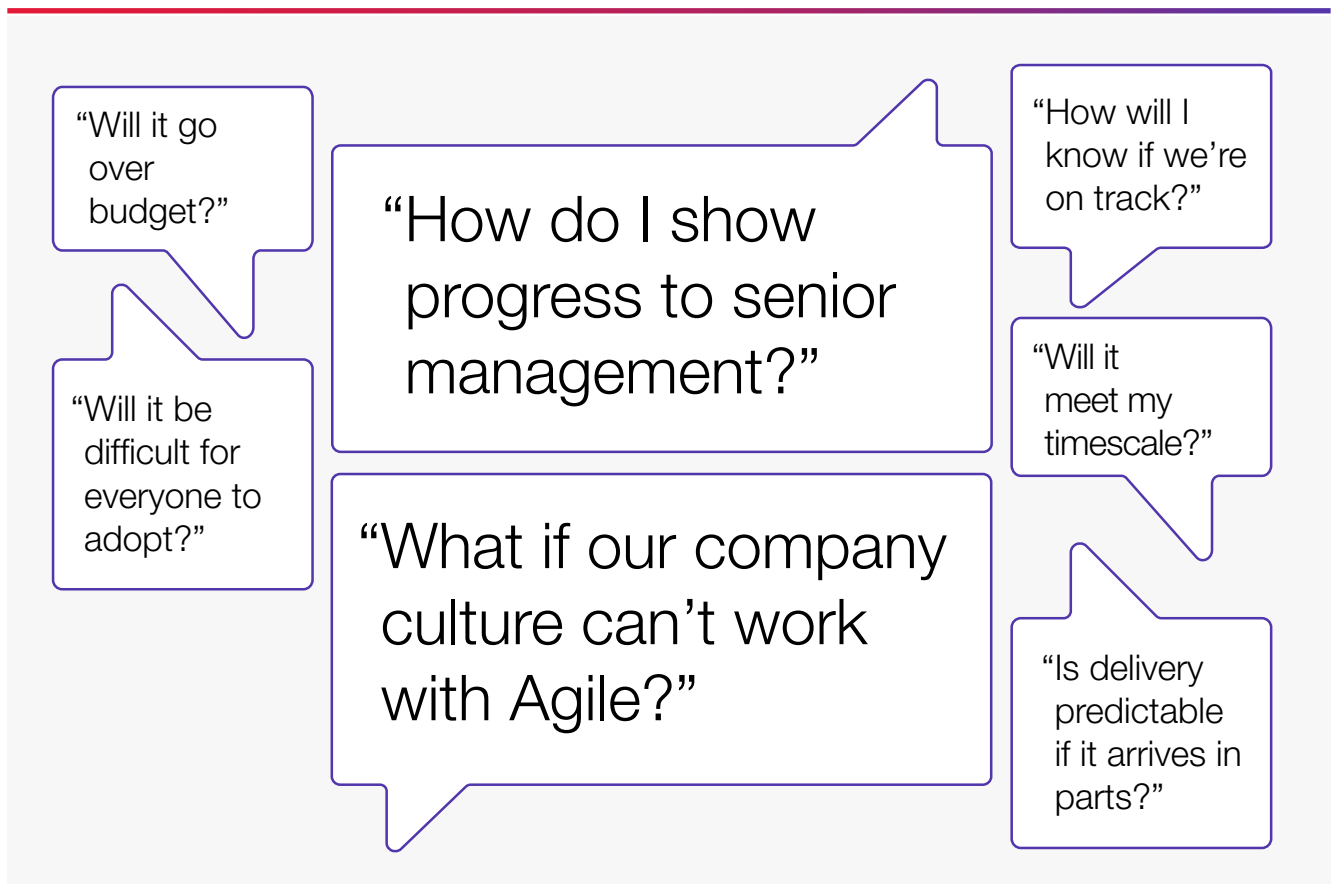 “Will it go
over
budget?”
“Will it be
difficult for
everyone to
adopt?”
“How do I show
progress to senior
management?”
“What if our company
culture can’t work
with Agile?”
“How will I
know if we’re
on track?”
“Will it
meet my
timescale?”
“Is delivery
predictable
if it arrives in
parts?”